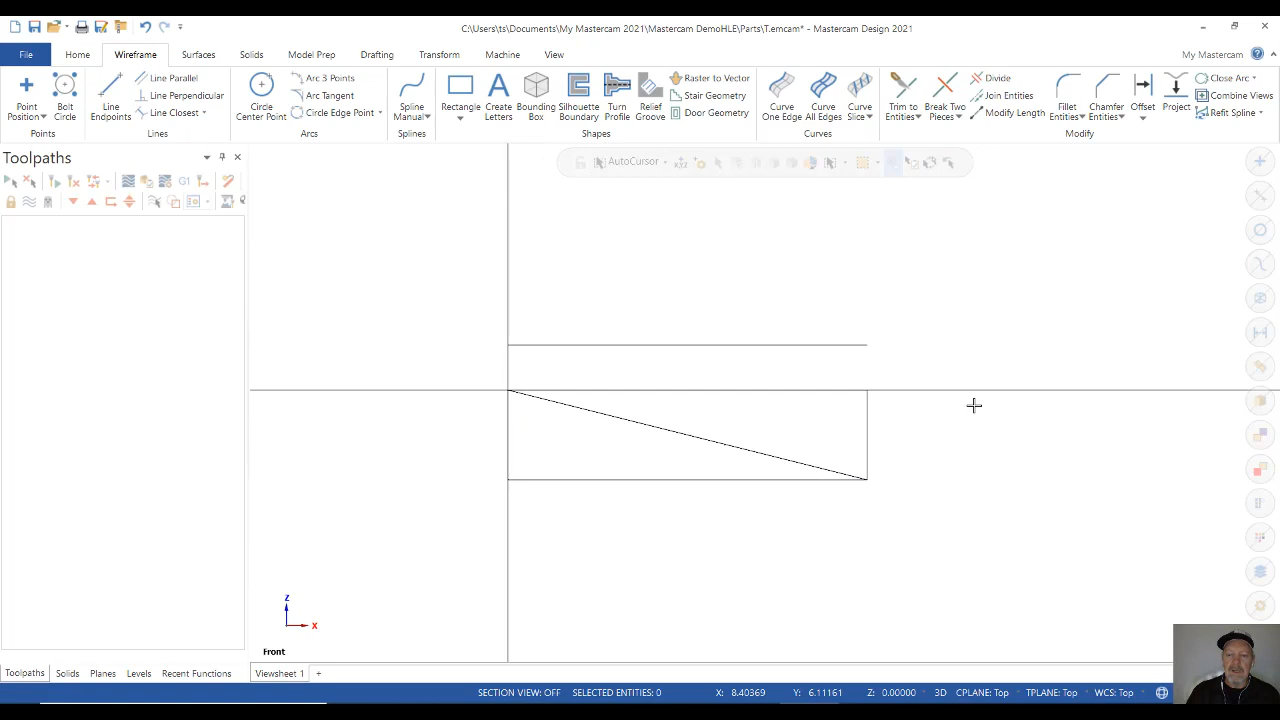 C:\Users\ts\Documents\My Mastercam 2021\Mastercam DemoHLE\Parts\T.emcam* - Mastercam Design 2021
File Home Wireframe Surfaces Solids Model Prep Drafting Transform Machine View My Mastercam
Point Position Bolt Circle
Points
Line Endpoints Line Parallel Line Perpendicular Line Closest
Lines
Circle Center Point Arc 3 Points Arc Tangent Circle Edge Point
Arcs
Spline Manual
Splines
Rectangle Create Letters Bounding Box Silhouette Boundary Turn Profile Relief Groove Raster to Vector Stair Geometry Door Geometry
Shapes
Curve One Edge Curve All Edges Curve Slice
Curves
Trim to Entities Break Two Pieces Divide Join Entities Modify Length Fillet Entities Chamfer Entities Offset Project Close Arc Combine Views Refit Spline
Modify
Toolpaths
G1
AutoCursor
Z
X
Front
Toolpaths Solids Planes Levels Recent Functions Viewsheet 1 +
SECTION VIEW: OFF SELECTED ENTITIES: 0 X: 8.40369 Y: 6.11161 Z: 0.00000 3D CPLANE: Top TPLANE: Top WCS: Top